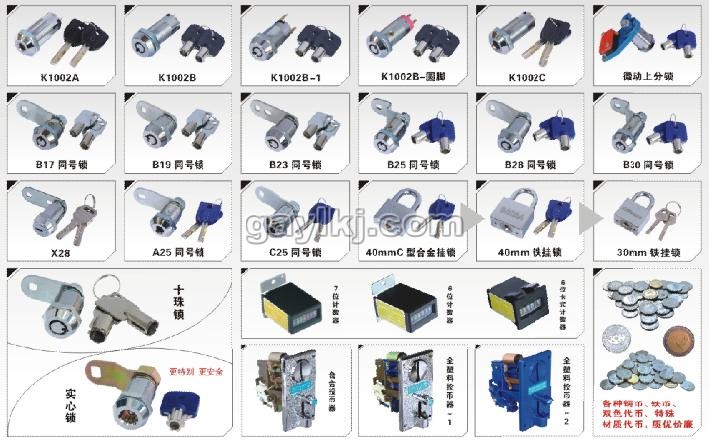 K1002A
K1002B
K1002B-1
K1002B-圆脚
K1002C
微动上分锁
B17 同号锁
B19 同号锁
B23 同号锁
B25 同号锁
B28 同号锁
B30 同号锁
X28
A25 同号锁
C25 同号锁
40mmC 型合金挂锁
40mm 铁挂锁
30mm 铁挂锁
gaylkj.com
十珠锁
7位计数器
8位计数器
6位卡式计数器
更特别 更安全
实心锁
合金投币器
全塑料投币器-1
全塑料投币器-2
各种铜币、铁币、
双色代币、特殊
材质代币、质优价廉